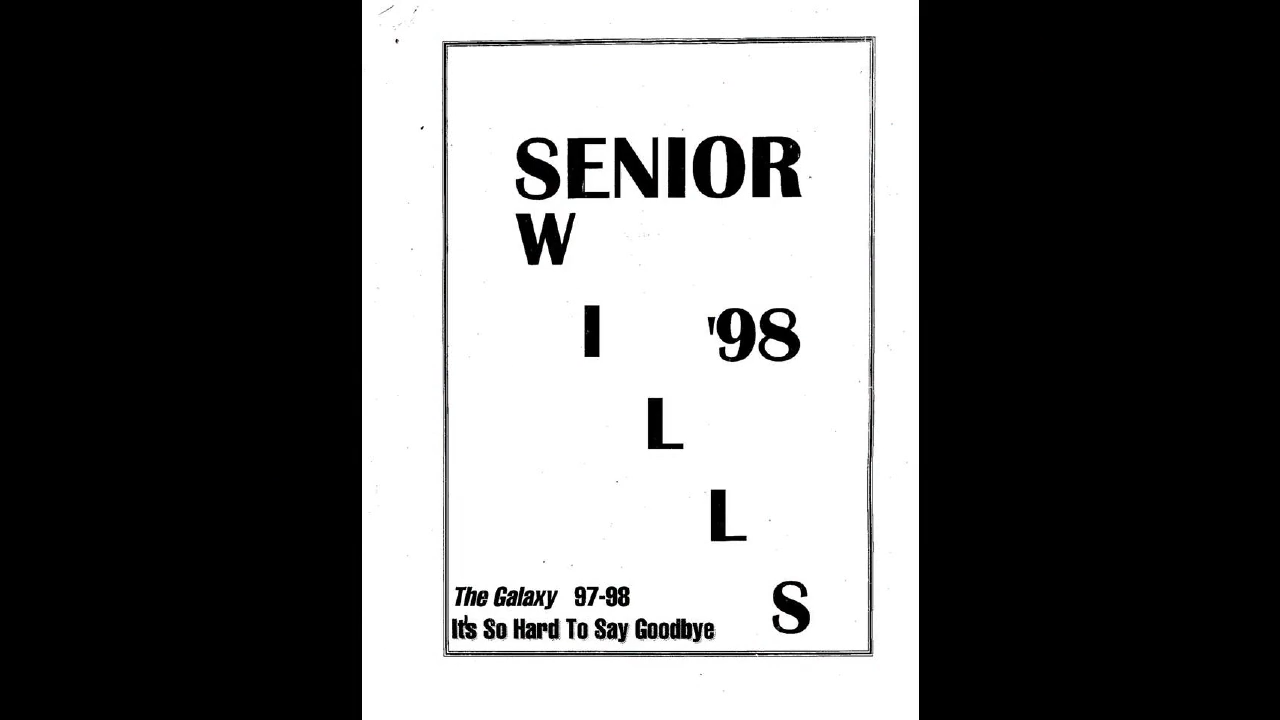 SENIOR
W
I '98
L
L
S
The Galaxy 97-98
It's So Hard To Say Goodbye